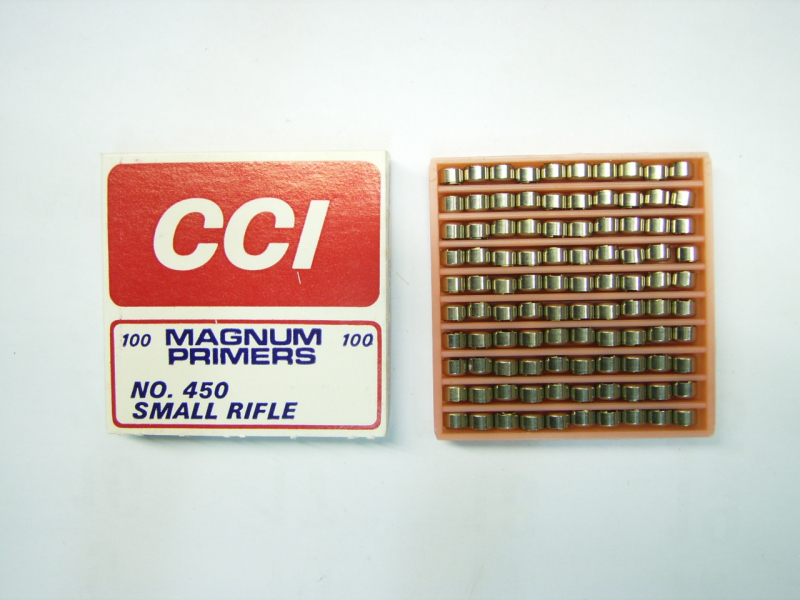 CCI
100 MAGNUM 100
PRIMERS
NO. 450
SMALL RIFLE